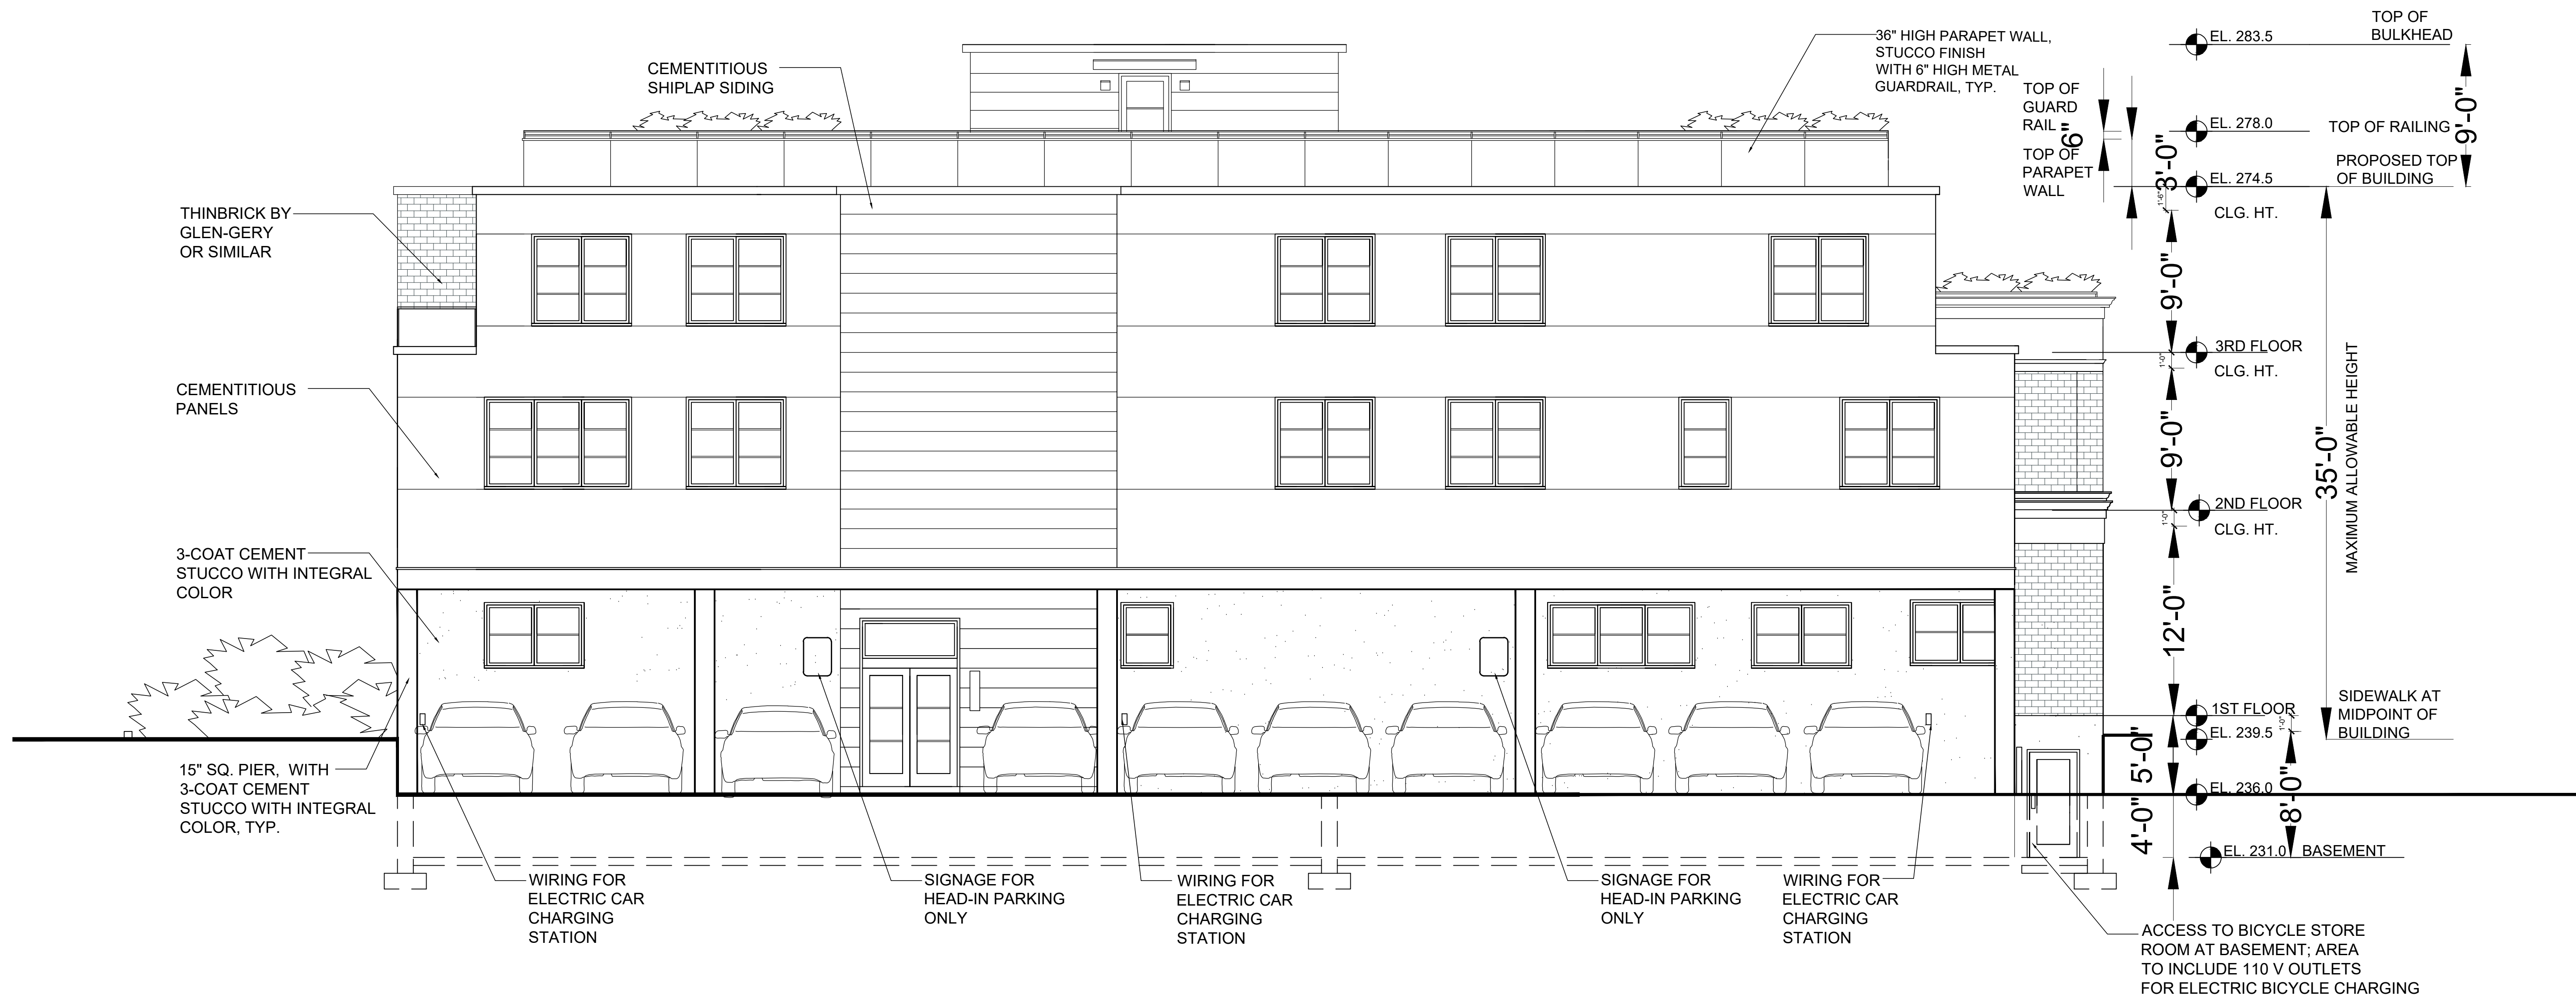 CEMENTITIOUS
SHIPLAP SIDING
36" HIGH PARAPET WALL,
STUCCO FINISH
WITH 6" HIGH METAL
GUARDRAIL, TYP.
TOP OF
GUARD
RAIL
6"
TOP OF
PARAPET
WALL
3'-0"
EL. 283.5
TOP OF
BULKHEAD
9'-0"
EL. 278.0
TOP OF RAILING
EL. 274.5
PROPOSED TOP
OF BUILDING
1'-6"
CLG. HT.
9'-0"
3RD FLOOR
1'-0"
CLG. HT.
9'-0"
2ND FLOOR
1'-0"
CLG. HT.
12'-0"
35'-0"
MAXIMUM ALLOWABLE HEIGHT
1ST FLOOR
1'-0"
EL. 239.5
SIDEWALK AT
MIDPOINT OF
BUILDING
5'-0"
EL. 236.0
8'-0"
4'-0"
EL. 231.0
BASEMENT
THINBRICK BY
GLEN-GERY
OR SIMILAR
CEMENTITIOUS
PANELS
3-COAT CEMENT
STUCCO WITH INTEGRAL
COLOR
15" SQ. PIER, WITH
3-COAT CEMENT
STUCCO WITH INTEGRAL
COLOR, TYP.
WIRING FOR
ELECTRIC CAR
CHARGING
STATION
SIGNAGE FOR
HEAD-IN PARKING
ONLY
WIRING FOR
ELECTRIC CAR
CHARGING
STATION
SIGNAGE FOR
HEAD-IN PARKING
ONLY
WIRING FOR
ELECTRIC CAR
CHARGING
STATION
ACCESS TO BICYCLE STORE
ROOM AT BASEMENT; AREA
TO INCLUDE 110 V OUTLETS
FOR ELECTRIC BICYCLE CHARGING